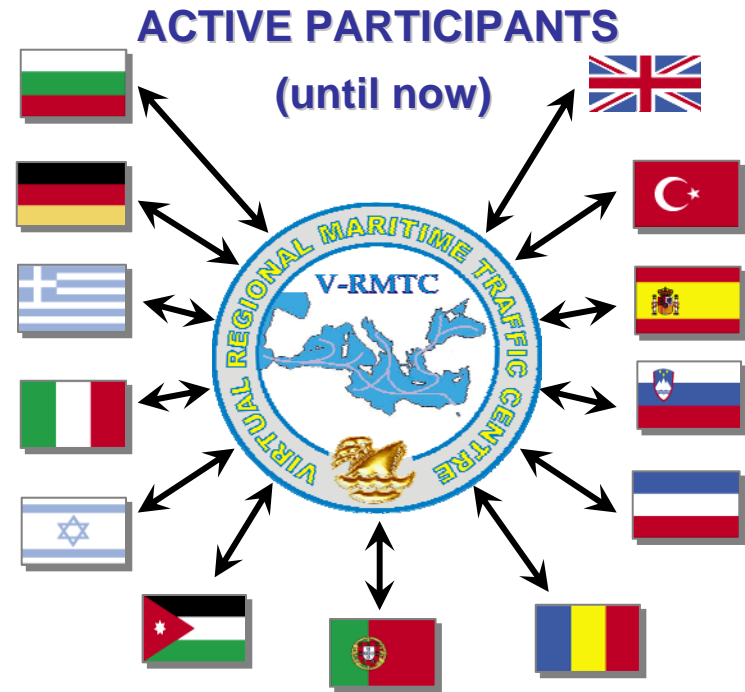 ACTIVE PARTICIPANTS
(until now)
VIRTUAL REGIONAL MARITIME TRAFFIC CENTRE
V-RMTC